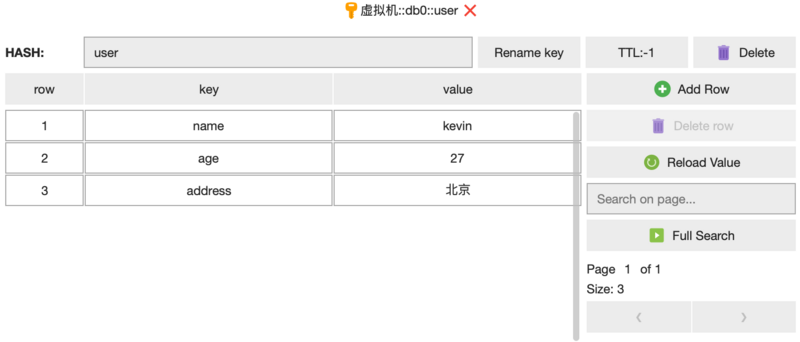 虚拟机::db0::user
HASH: user Rename key TTL:-1 Delete
row key value Add Row
1 name kevin Delete row
2 age 27 Reload Value
3 address 北京 Search on page...
Full Search
Page 1 of 1
Size: 3